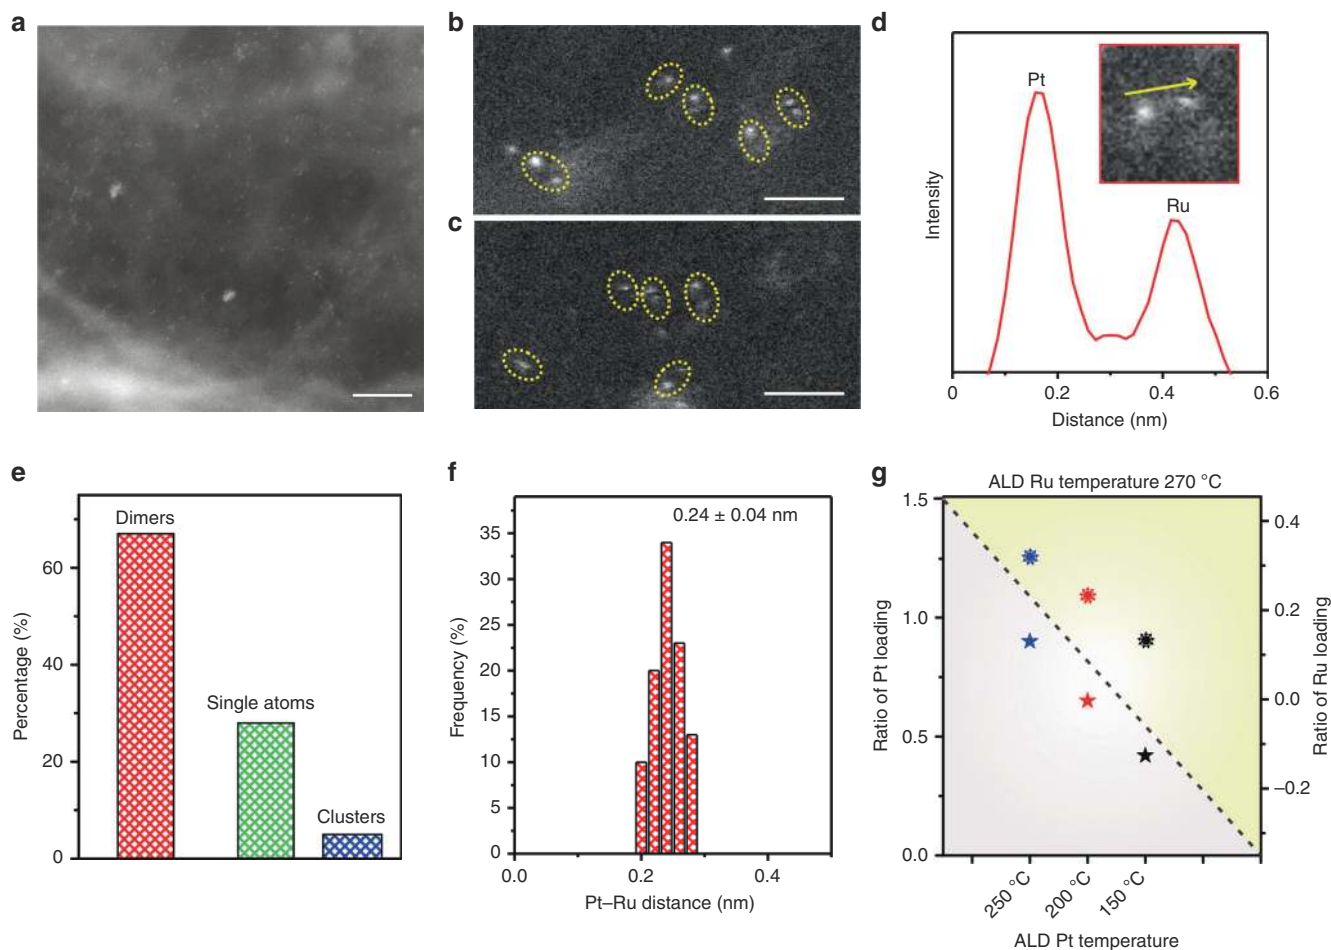 a
b
c
d
Pt
Ru
Intensity
0
0.2
0.4
0.6
Distance (nm)
e
Dimers
Single atoms
Clusters
Percentage (%)
60
40
20
0
f
0.24 ± 0.04 nm
Frequency (%)
35
30
25
20
15
10
5
0
0.0
0.2
0.4
Pt–Ru distance (nm)
g
ALD Ru temperature 270 °C
Ratio of Pt loading
1.5
1.0
0.5
0.0
0.4
0.2
0.0
–0.2
Ratio of Ru loading
250 °C
200 °C
150 °C
ALD Pt temperature